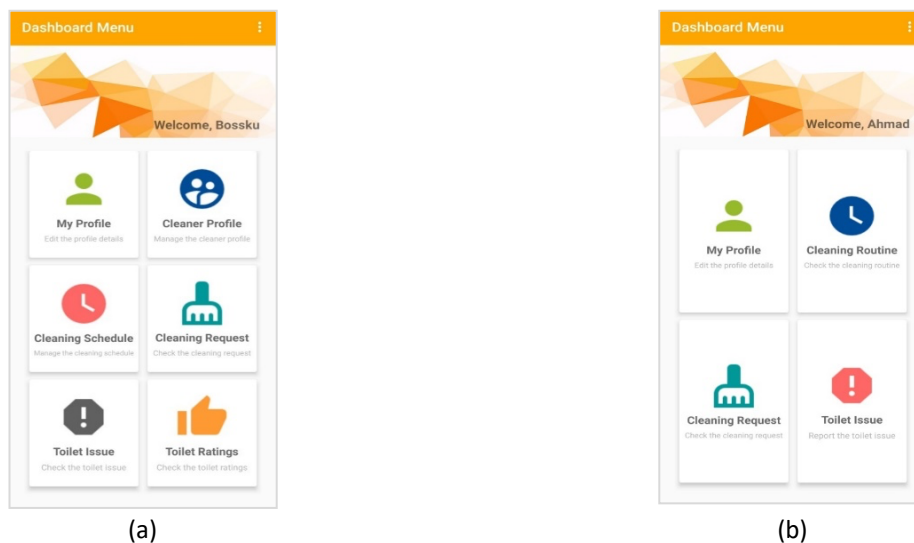 Dashboard Menu
Welcome, Bossku
My Profile
Edit the profile details
Cleaner Profile
Manage the cleaner profile
Cleaning Schedule
Manage the cleaning schedule
Cleaning Request
Check the cleaning request
Toilet Issue
Check the toilet issue
Toilet Ratings
Check the toilet ratings
(a)
Dashboard Menu
Welcome, Ahmad
My Profile
Edit the profile details
Cleaning Routine
Check the cleaning routine
Cleaning Request
Check the cleaning request
Toilet Issue
Report the toilet issue
(b)